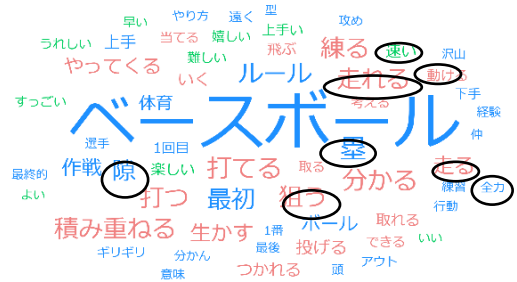 早い やり方 遠く 型 攻め
うれしい 上手 当てる 嬉しい 上手い
やってくる 難しい 飛ぶ 練る 速い 沢山
いく ルール 走れる 動ける
すっごい 体育 考える 下手
ベースボール 経験
選手 1回目 塁 仲
最終的 作戦 隙 楽しい 打てる 取る 分かる 走る
よい 打つ 最初 狙う 練習 全力
積み重ねる 生かす ボール 取れる 行動
ギリギリ 1番 最後 投げる できる いい
分かん 意味 つかれる 頭 アウト